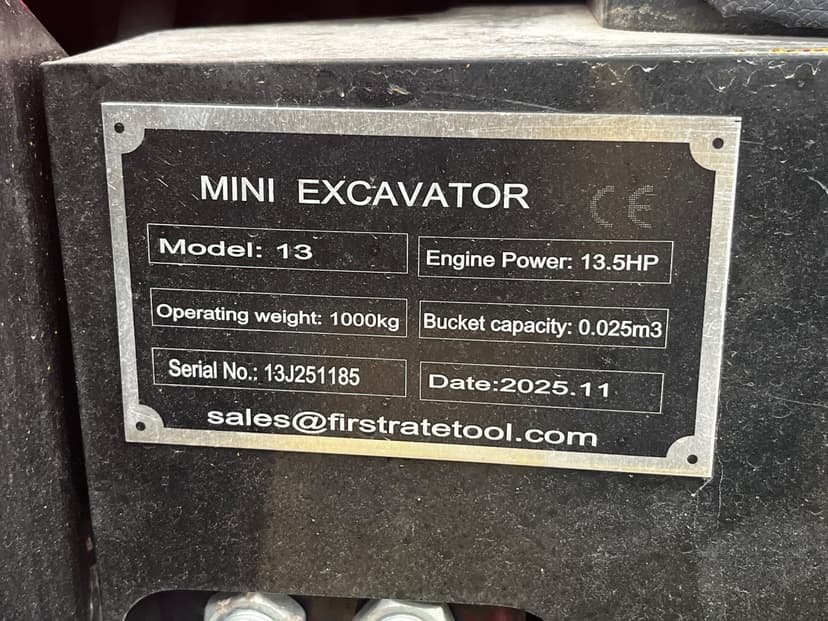 MINI EXCAVATOR CE
Model: 13
Engine Power: 13.5HP
Operating weight: 1000kg
Bucket capacity: 0.025m3
Serial No.: 13J251185
Date:2025.11
sales@firstratetool.com